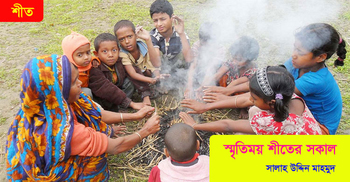 শীত
স্মৃতিময় শীতের সকাল
সালাহ উদ্দিন মাহমুদ